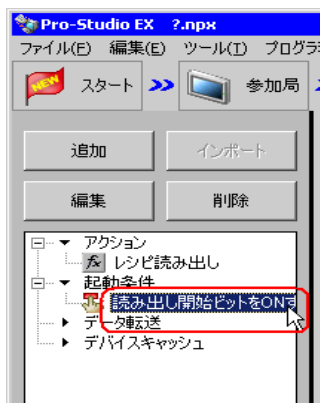 Pro-Studio EX ?.npx
ファイル(F) 編集(E) ツール(T) プログラ
NEW スタート 参加局
追加 インポート
編集 削除
アクション
fx レシピ読み出し
起動条件
読み出し開始ビットをONす
データ転送
デバイスキャッシュ